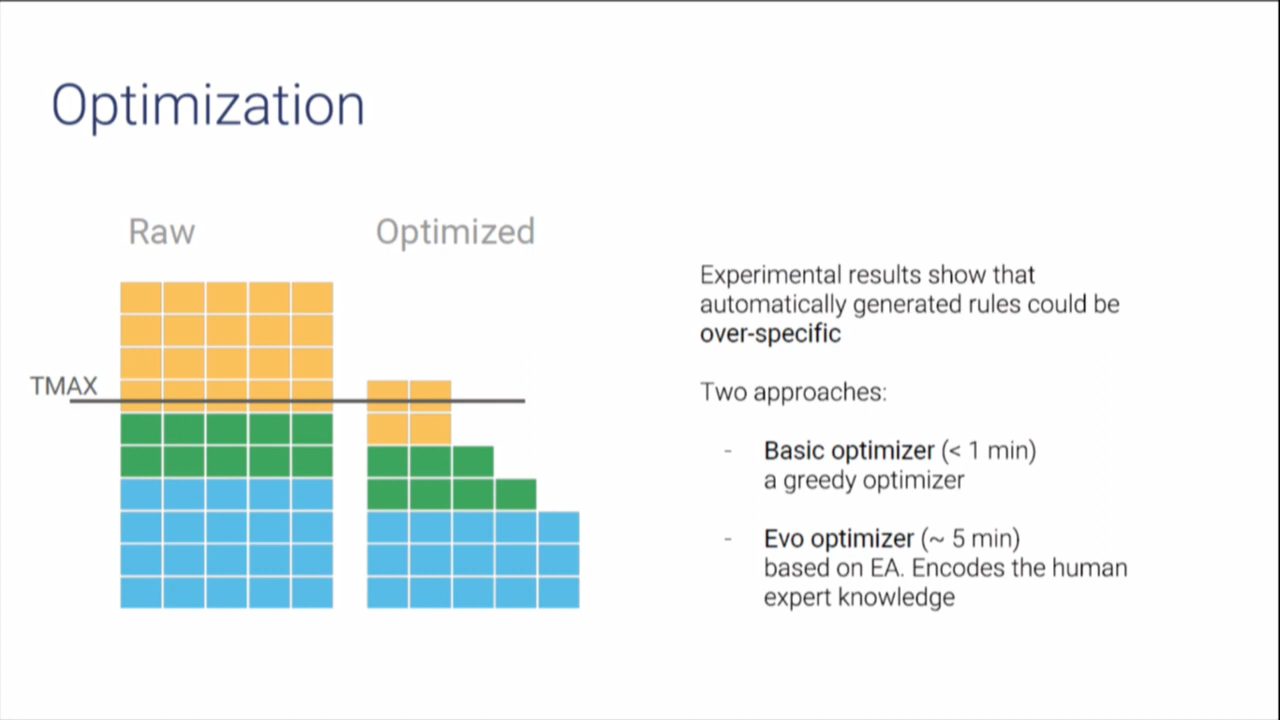 Optimization
Raw
Optimized
TMAX
Experimental results show that
automatically generated rules could be
over-specific
Two approaches:
- Basic optimizer (< 1 min)
a greedy optimizer
- Evo optimizer (~ 5 min)
based on EA. Encodes the human
expert knowledge